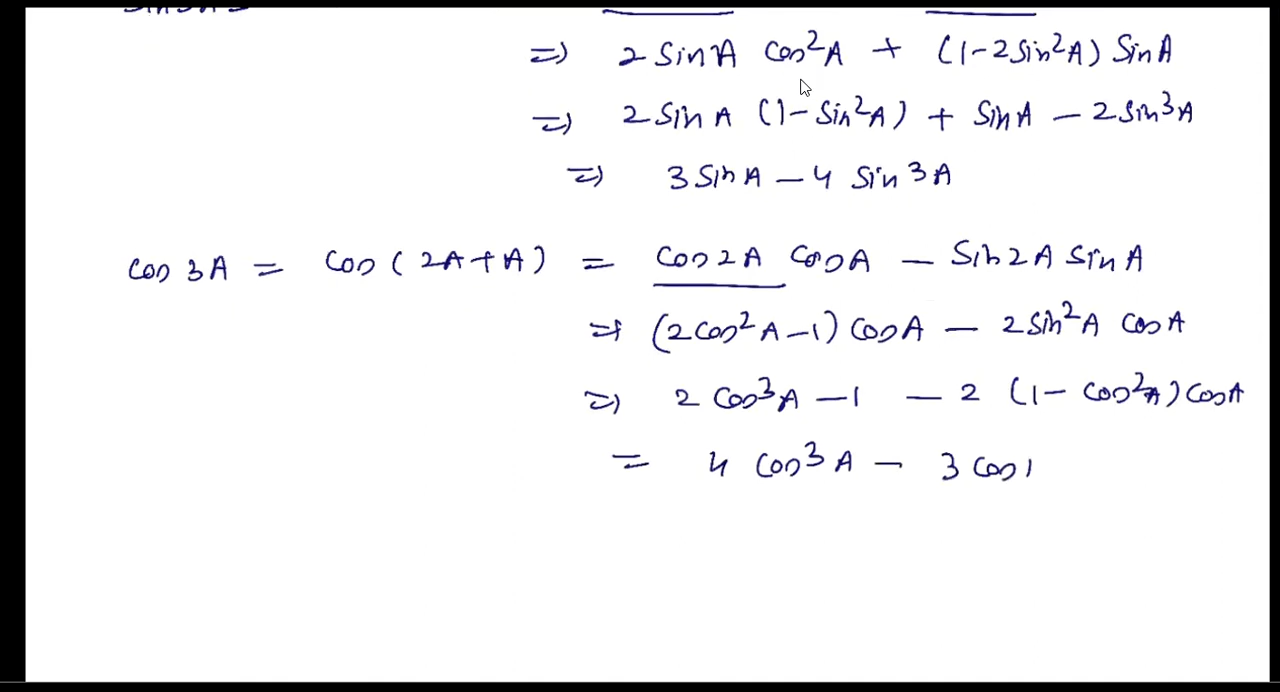 =) 2 Sin A Cos²A + (1-2Sin²A) Sin A
=) 2 Sin A (1-Sin²A) + Sin A - 2 Sin³A
=) 3 Sin A - 4 Sin 3 A
Cos 3A = Cos ( 2A + A ) = Cos 2A Cos A - Sin 2A Sin A
=) (2Cos²A-1) Cos A - 2 Sin²A Cos A
=) 2 Cos³A - 1 - 2 (1- Cos²A) Cos A
= 4 Cos³A - 3 Cos